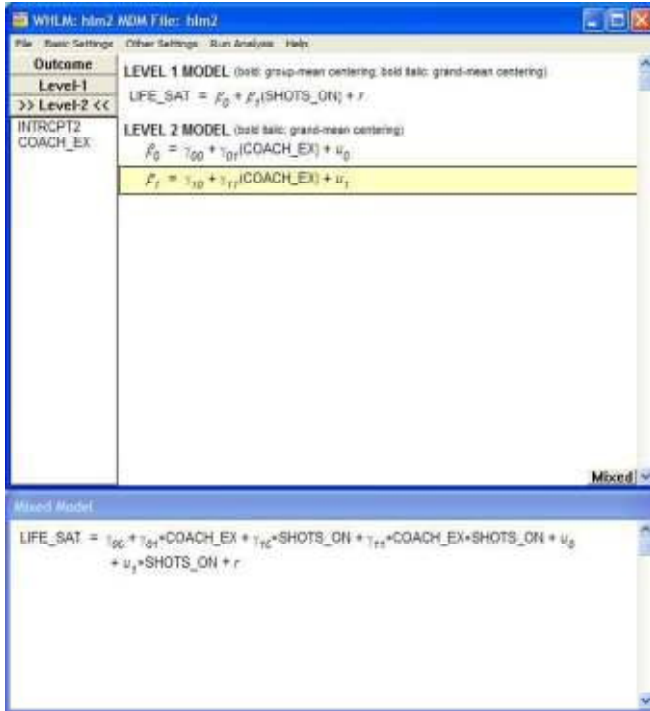 WHLM: hlm2 MDM File: hlm2
File Basic Settings Other Settings Run Analysis Help
Outcome
Level-1
>> Level-2 <<
INTRCPT2
COACH_EX
LEVEL 1 MODEL (bold: group-mean centering; bold italic: grand-mean centering)
LIFE_SAT = β₀ + β₁(SHOTS_ON) + r
LEVEL 2 MODEL (bold italic: grand-mean centering)
β₀ = γ₀₀ + γ₀₁(COACH_EX) + u₀
β₁ = γ₁₀ + γ₁₁(COACH_EX) + u₁
Mixed
Mixed Model
LIFE_SAT = γ₀₀ + γ₀₁*COACH_EX + γ₁₀*SHOTS_ON + γ₁₁*COACH_EX*SHOTS_ON + u₀
+ u₁*SHOTS_ON + r